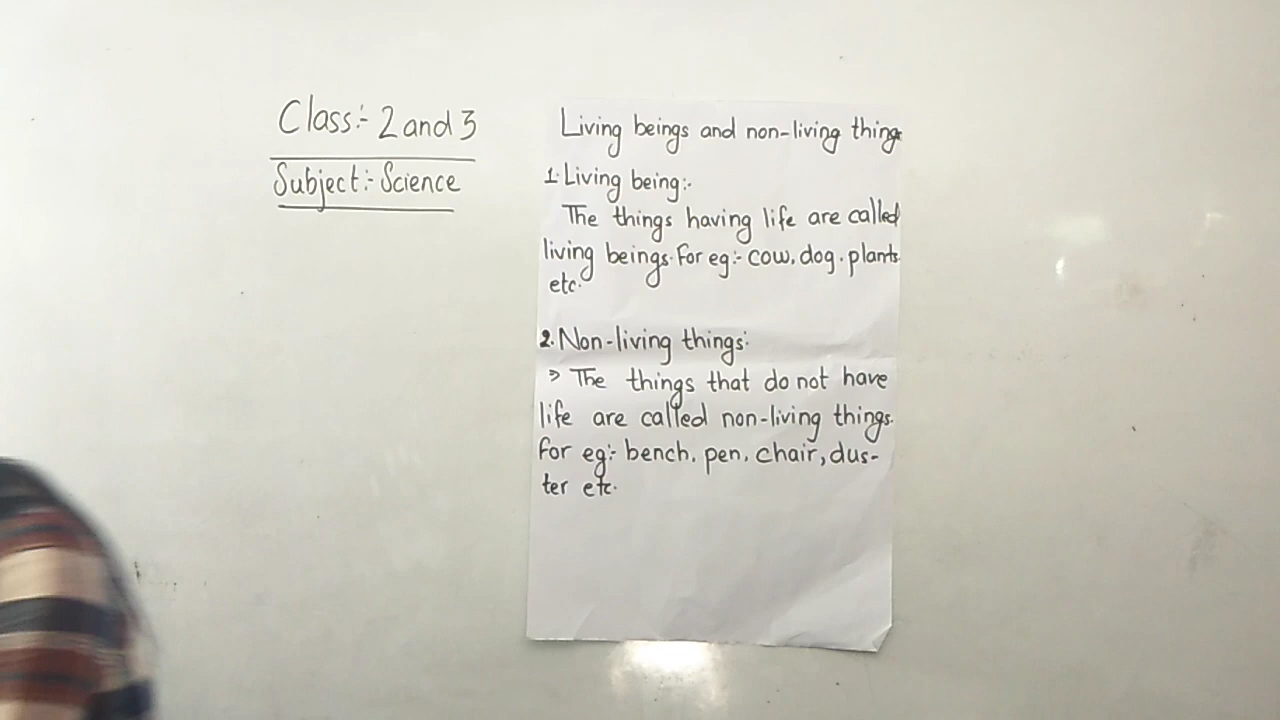 Class:- 2 and 3
Subject:- Science
Living beings and non-living things
1. Living being:-
The things having life are called
living beings. For eg:- cow, dog, plants
etc.
2. Non-living things:
> The things that do not have
life are called non-living things.
for eg:- bench, pen, chair, dus-
ter etc.